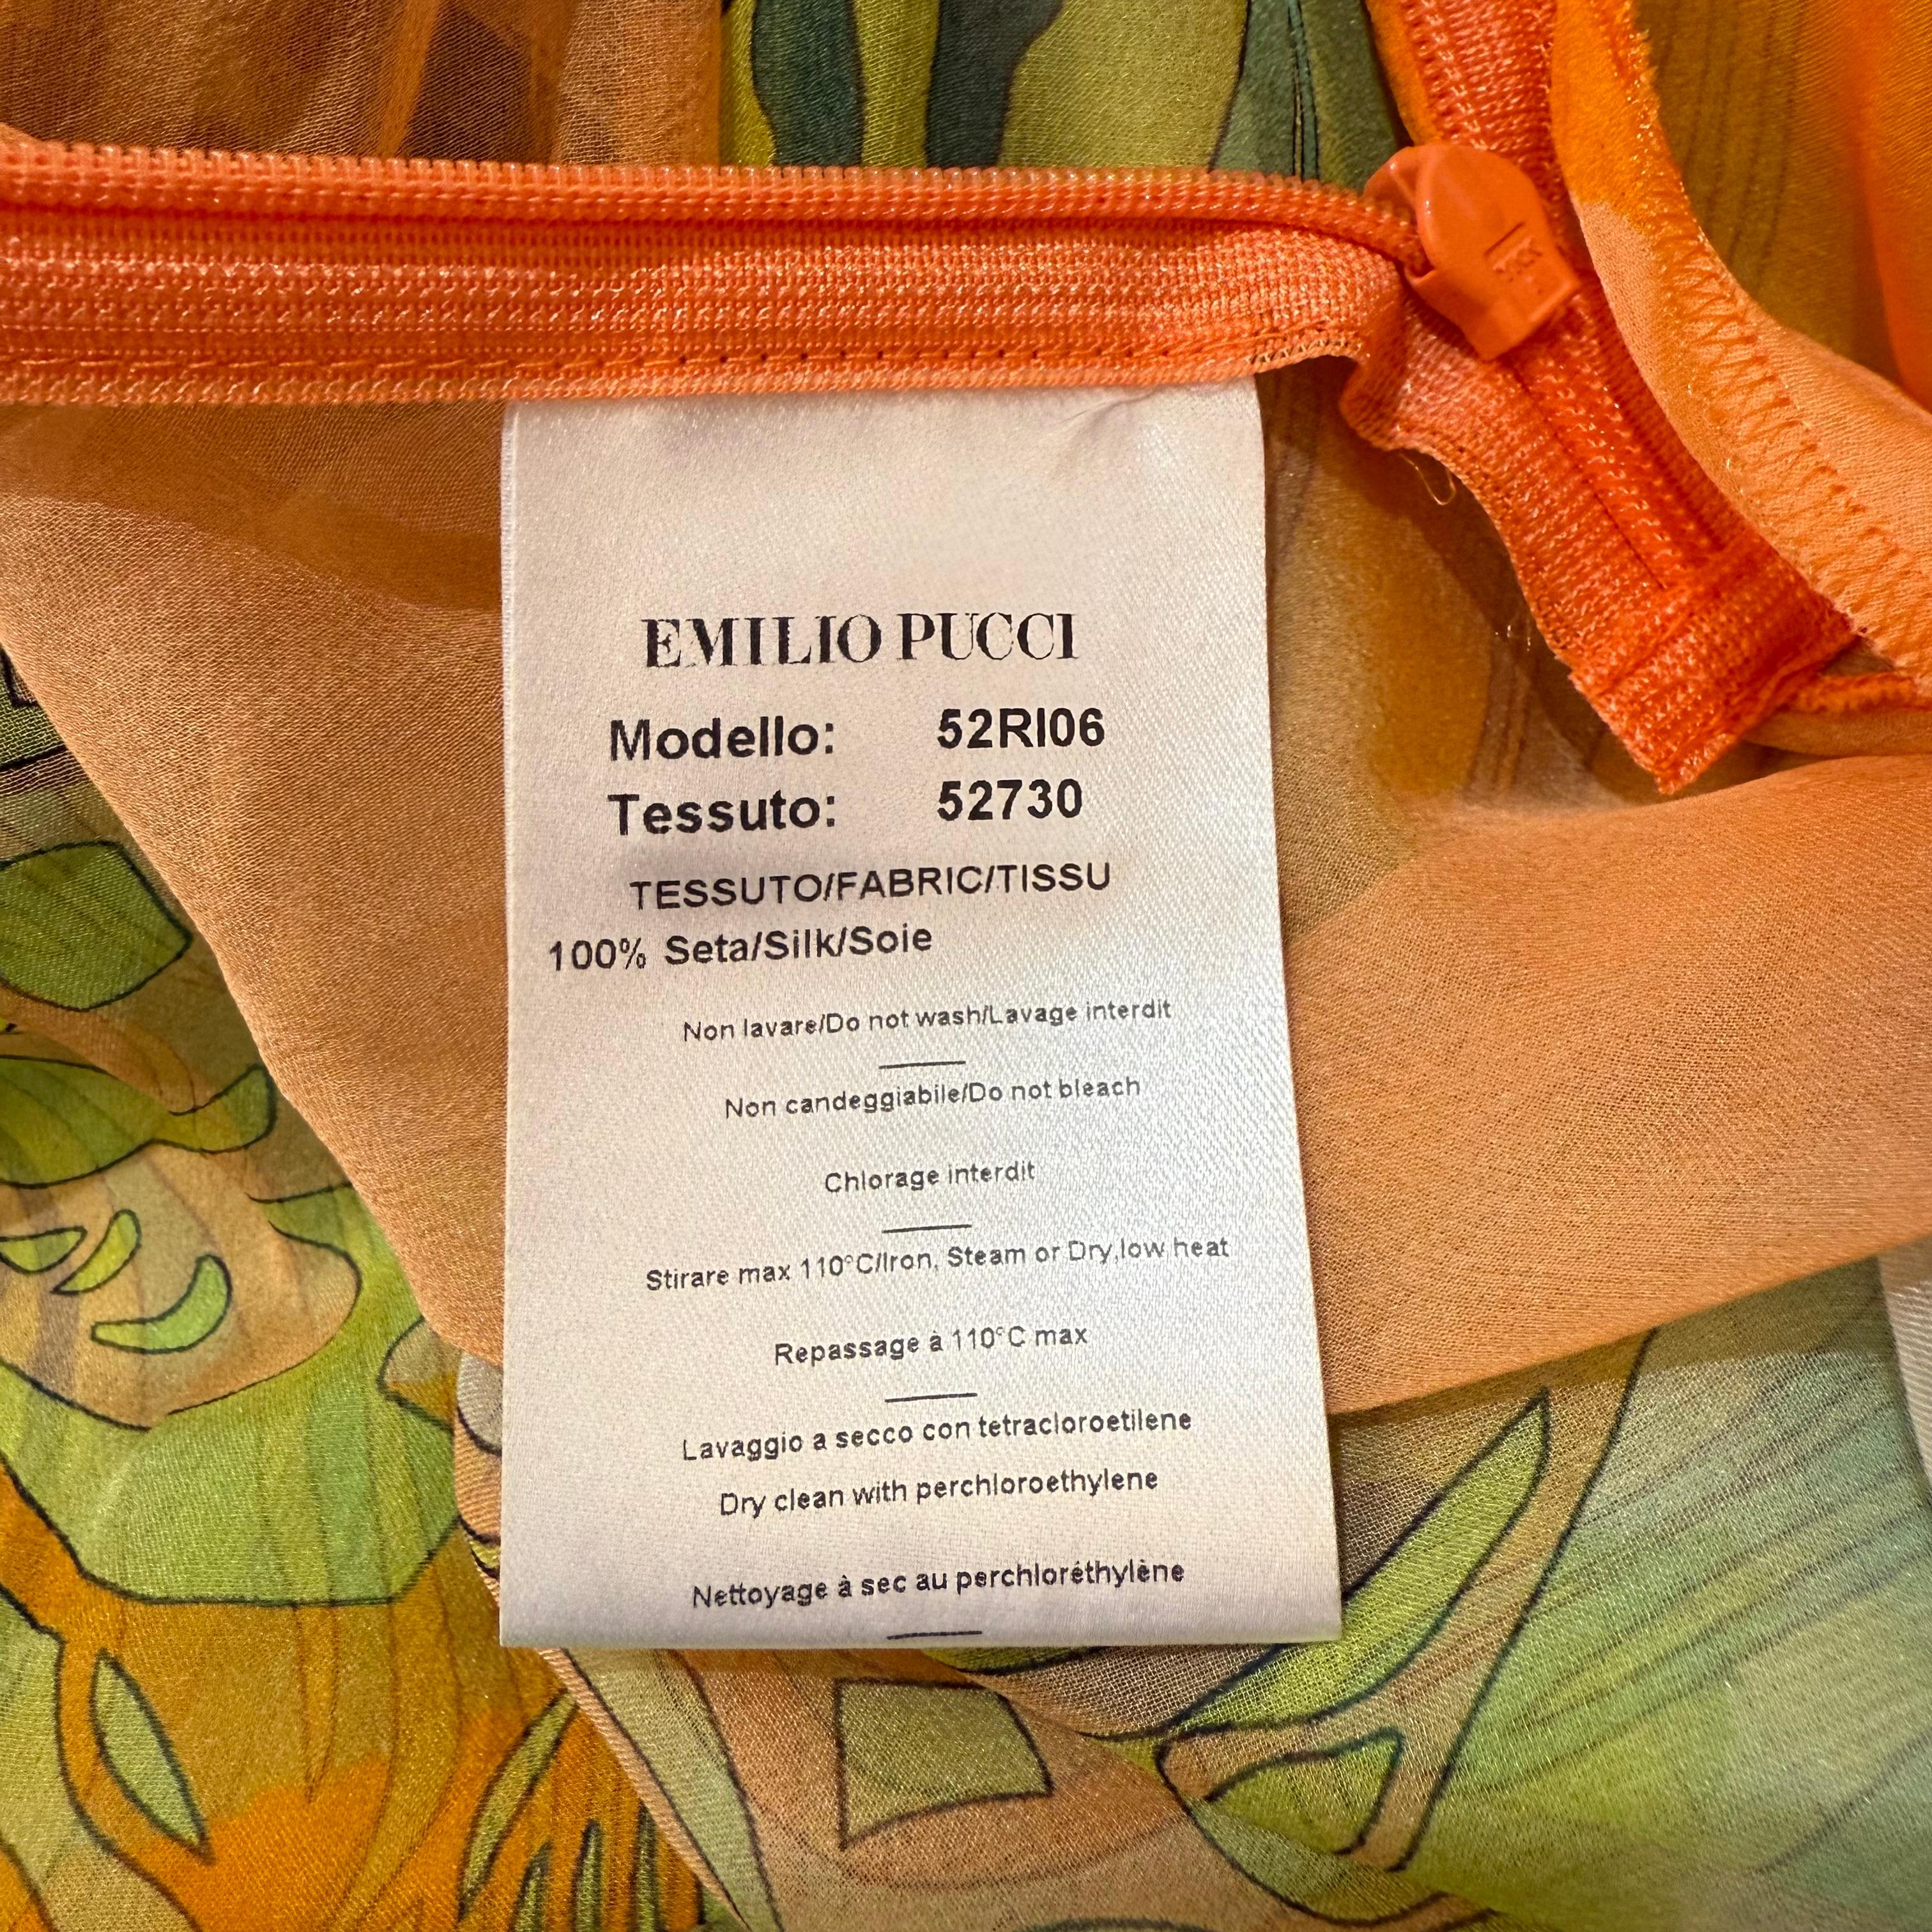 EMILIO PUCCI
Modello: 52RI06
Tessuto: 52730
TESSUTO/FABRIC/TISSU
100% Seta/Silk/Soie
Non lavare/Do not wash/Lavage interdit
Non candeggiabile/Do not bleach
Chlorage interdit
Stirare max 110°C/Iron, Steam or Dry,low heat
Repassage à 110°C max
Lavaggio a secco con tetracloroetilene
Dry clean with perchloroethylene
Nettoyage à sec au perchloréthylène